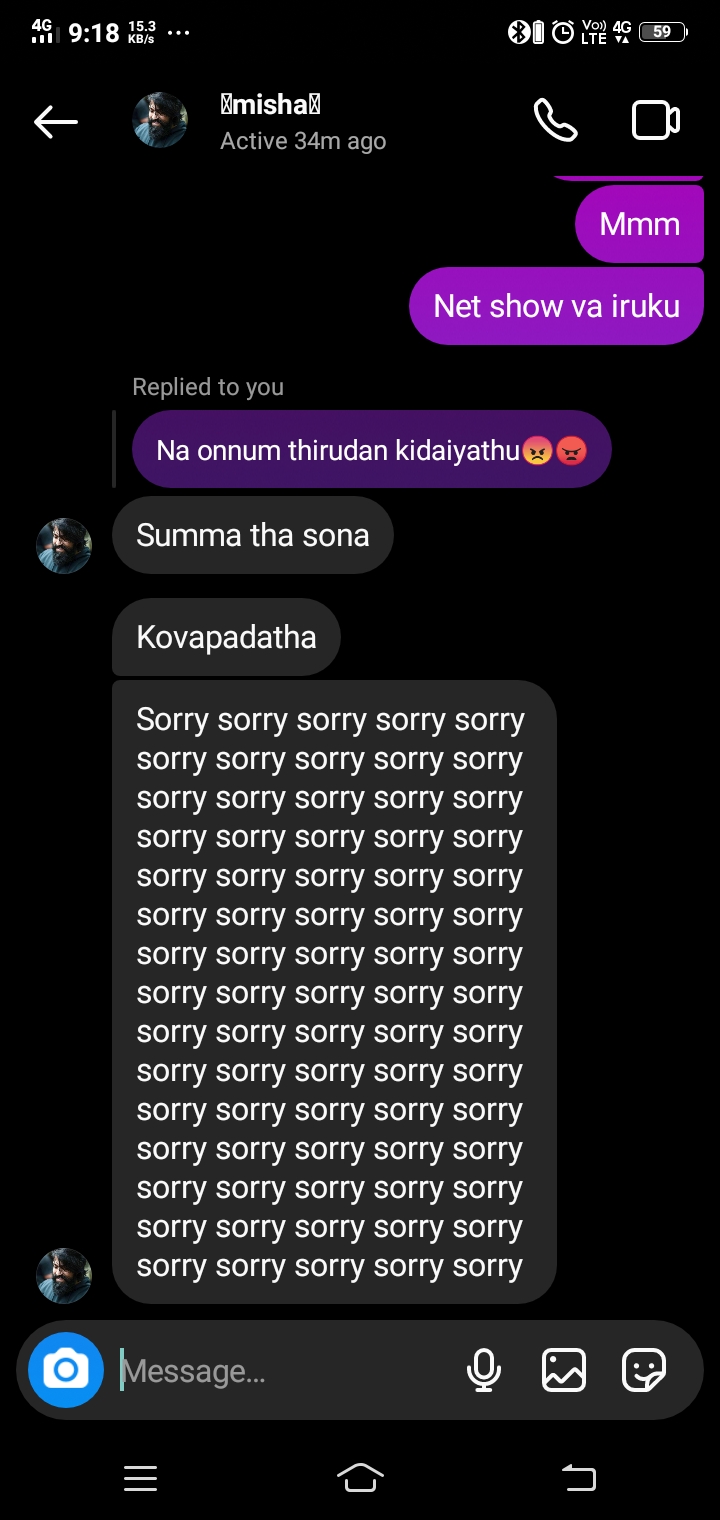 4G 9:18 15.3 KB/s ... Vo)) LTE 4G 59
misha
Active 34m ago
Mmm
Net show va iruku
Replied to you
Na onnum thirudan kidaiyathu😡😡
Summa tha sona
Kovapadatha
Sorry sorry sorry sorry sorry
sorry sorry sorry sorry sorry
sorry sorry sorry sorry sorry
sorry sorry sorry sorry sorry
sorry sorry sorry sorry sorry
sorry sorry sorry sorry sorry
sorry sorry sorry sorry sorry
sorry sorry sorry sorry sorry
sorry sorry sorry sorry sorry
sorry sorry sorry sorry sorry
sorry sorry sorry sorry sorry
sorry sorry sorry sorry sorry
sorry sorry sorry sorry sorry
sorry sorry sorry sorry sorry
sorry sorry sorry sorry sorry
Message...